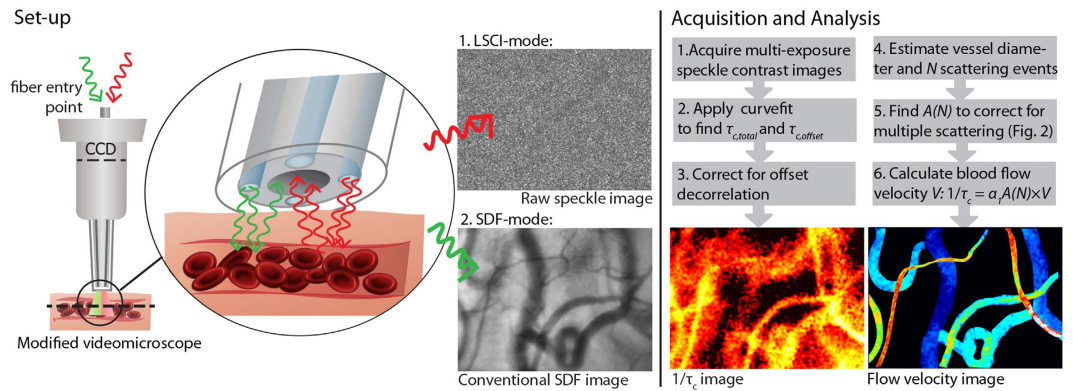 Set-up
fiber entry
point
CCD
Modified videomicroscope
1. LSCI-mode:
Raw speckle image
2. SDF-mode:
Conventional SDF image
Acquisition and Analysis
1.Acquire multi-exposure
speckle contrast images
2. Apply curvefit
to find τc,total and τc,offset
3. Correct for offset
decorrelation
1/τc image
4. Estimate vessel diame-
ter and N scattering events
5. Find A(N) to correct for
multiple scattering (Fig. 2)
6. Calculate blood flow
velocity V: 1/τc = α1A(N)×V
Flow velocity image